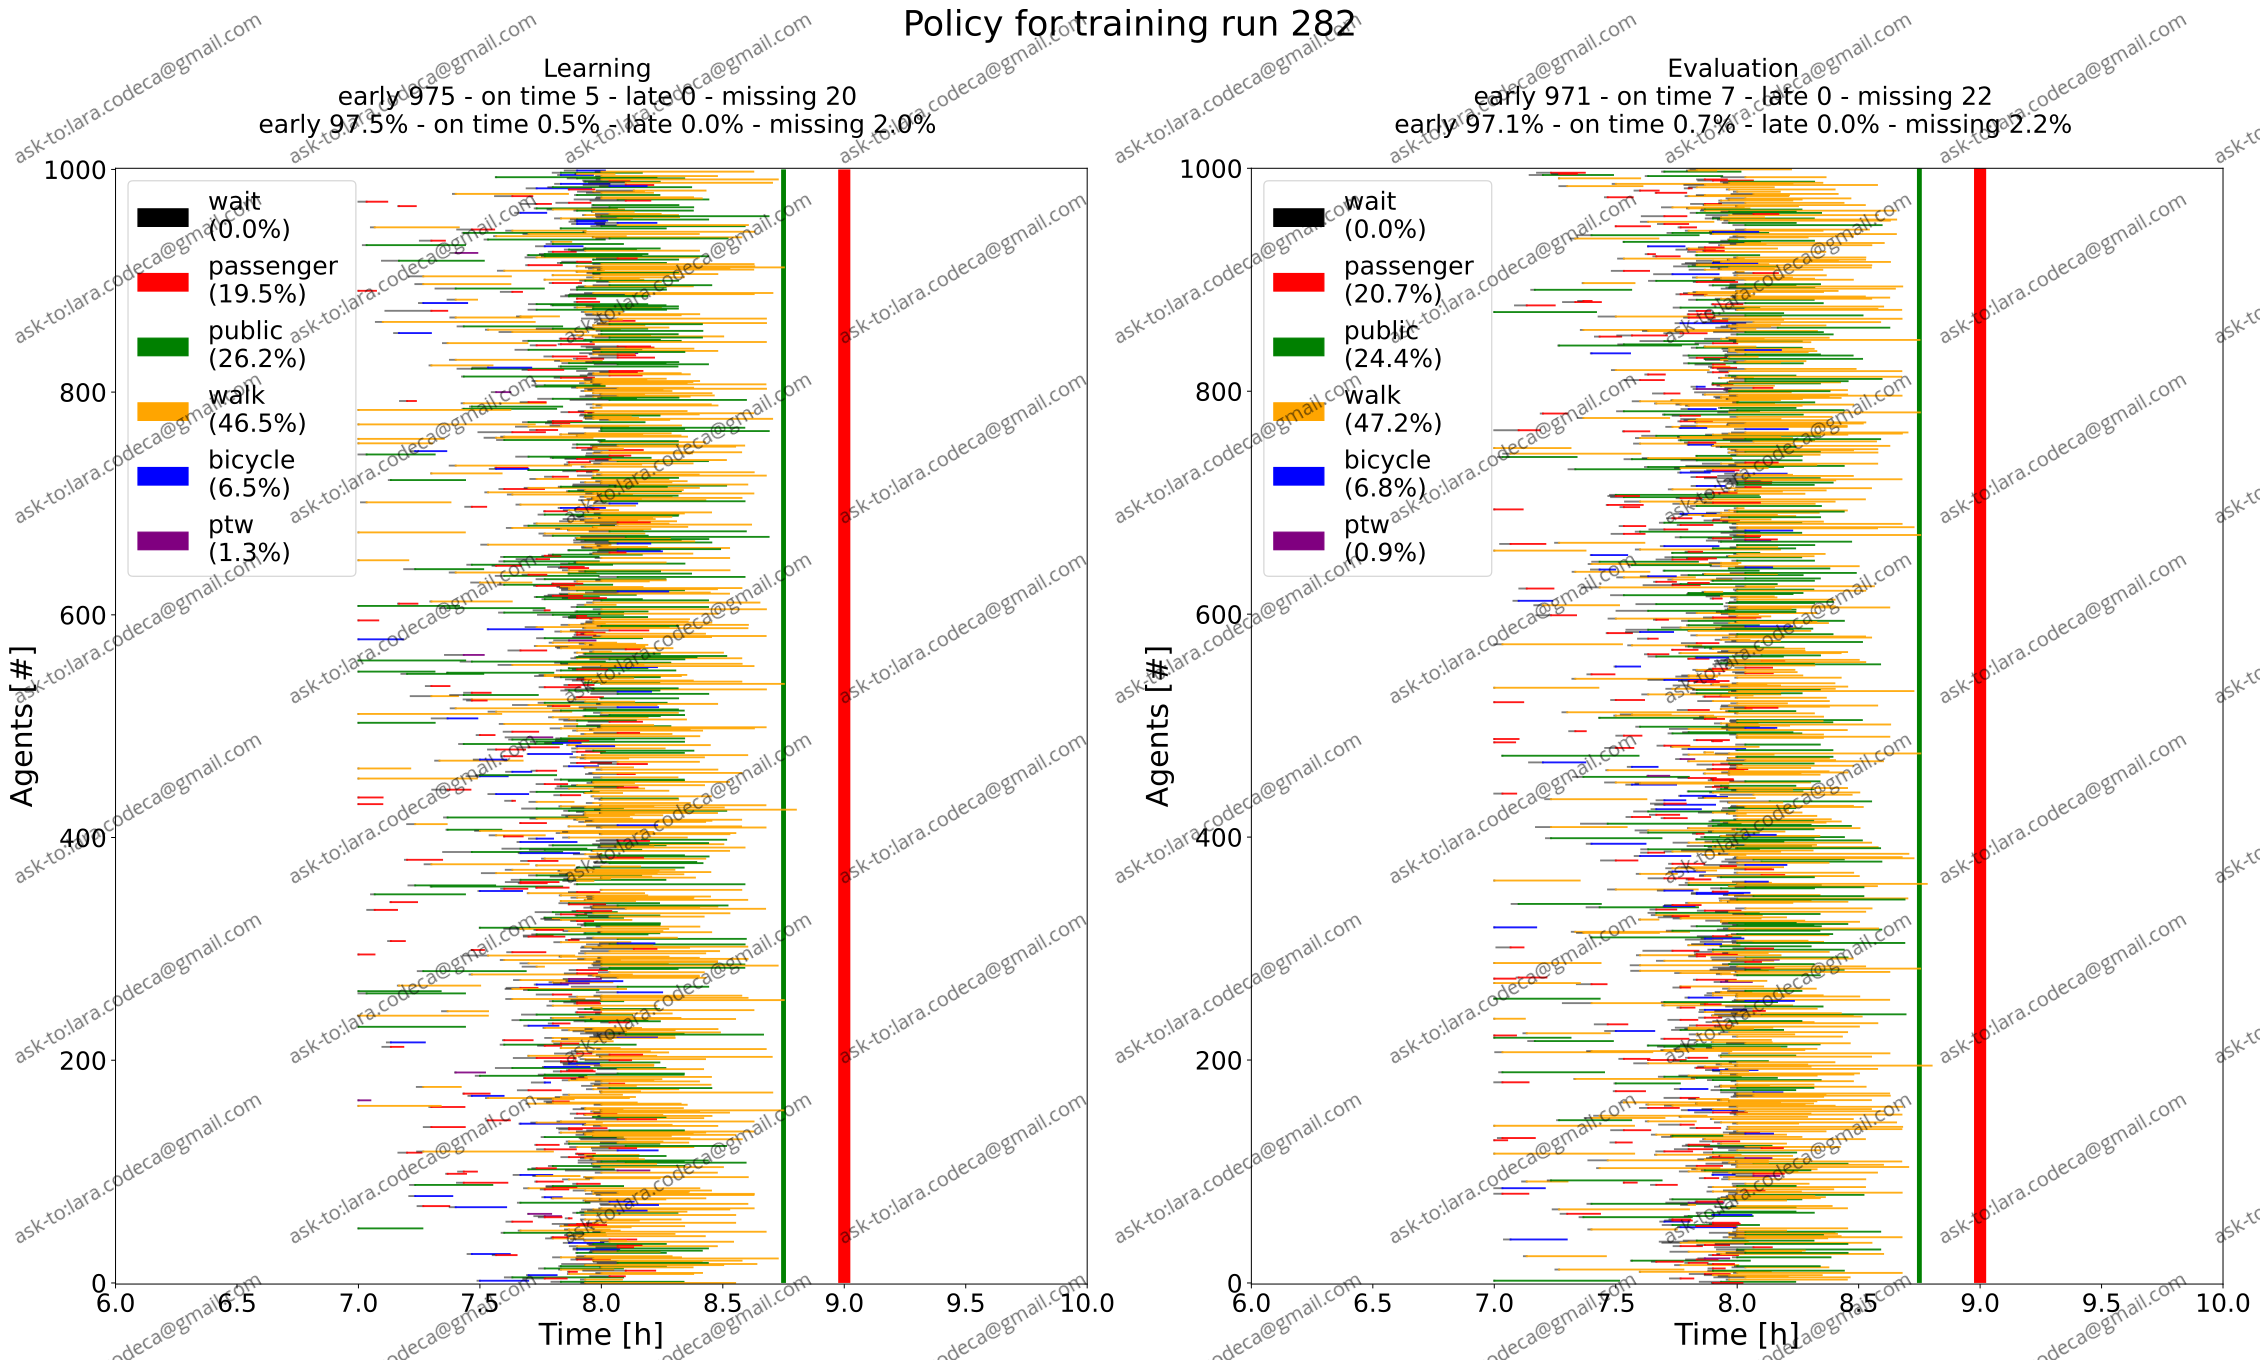 Policy for training run 282
Learning
early 975 - on time 5 - late 0 - missing 20
early 97.5% - on time 0.5% - late 0.0% - missing 2.0%
1000
800
600
400
200
0
Agents [#]
wait
(0.0%)
passenger
(19.5%)
public
(26.2%)
walk
(46.5%)
bicycle
(6.5%)
ptw
(1.3%)
6.0 6.5 7.0 7.5 8.0 8.5 9.0 9.5 10.0
Time [h]
Evaluation
early 971 - on time 7 - late 0 - missing 22
early 97.1% - on time 0.7% - late 0.0% - missing 2.2%
1000
800
600
400
200
0
Agents [#]
wait
(0.0%)
passenger
(20.7%)
public
(24.4%)
walk
(47.2%)
bicycle
(6.8%)
ptw
(0.9%)
6.0 6.5 7.0 7.5 8.0 8.5 9.0 9.5 10.0
Time [h]
ask-to:lara.codeca@gmail.com